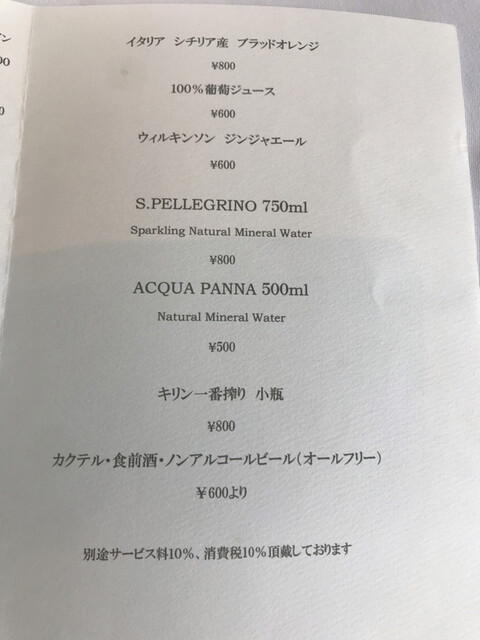 イタリア シチリア産 ブラッドオレンジ
¥800
100％葡萄ジュース
¥600
ウィルキンソン ジンジャエール
¥600
S.PELLEGRINO 750ml
Sparkling Natural Mineral Water
¥800
ACQUA PANNA 500ml
Natural Mineral Water
¥500
キリン一番搾り 小瓶
¥800
カクテル・食前酒・ノンアルコールビール（オールフリー）
￥600より
別途サービス料10％、消費税10％頂戴しております